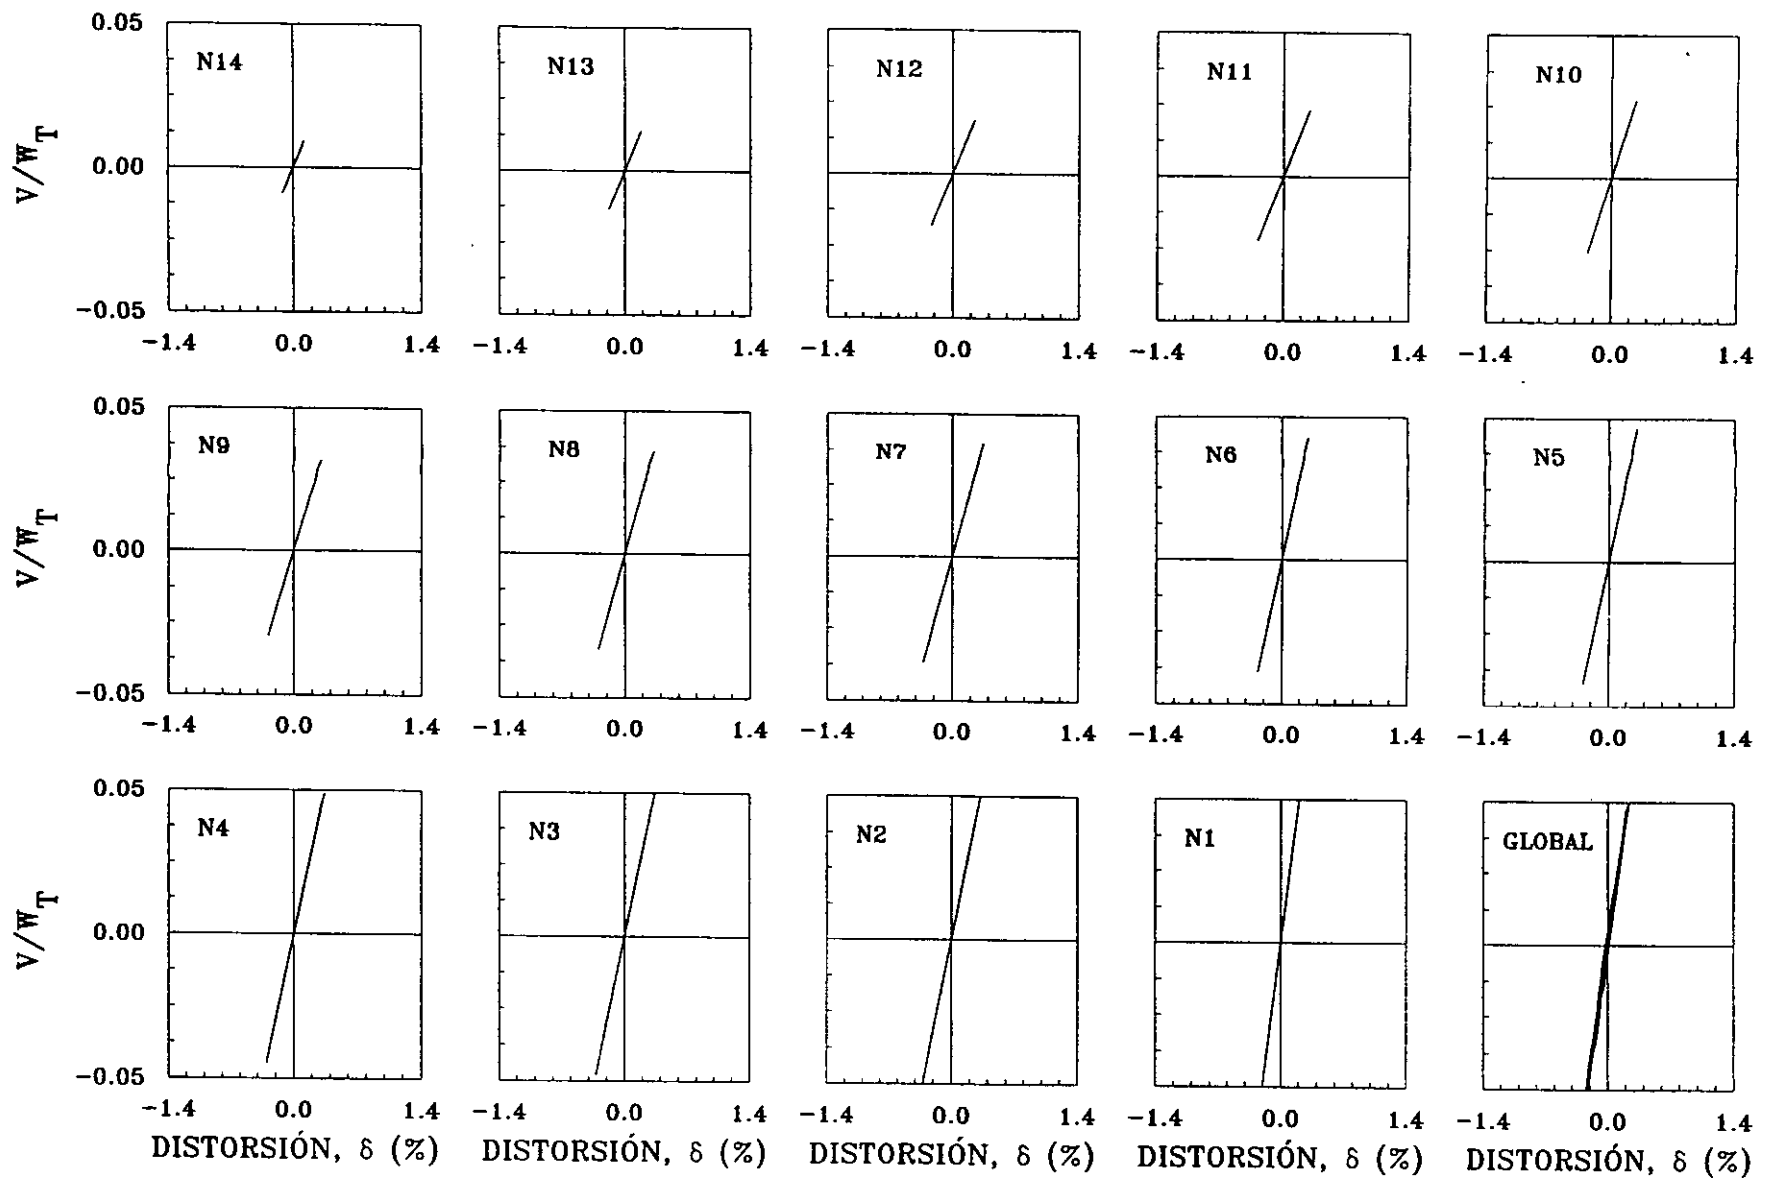 0.05
N14 N13 N12 N11 N10
V/W_T
0.00
-0.05
-1.4 0.0 1.4 -1.4 0.0 1.4 -1.4 0.0 1.4 -1.4 0.0 1.4 -1.4 0.0 1.4
0.05
N9 N8 N7 N6 N5
V/W_T
0.00
-0.05
-1.4 0.0 1.4 -1.4 0.0 1.4 -1.4 0.0 1.4 -1.4 0.0 1.4 -1.4 0.0 1.4
0.05
N4 N3 N2 N1 GLOBAL
V/W_T
0.00
-0.05
-1.4 0.0 1.4 -1.4 0.0 1.4 -1.4 0.0 1.4 -1.4 0.0 1.4 -1.4 0.0 1.4
DISTORSIÓN, δ (%) DISTORSIÓN, δ (%) DISTORSIÓN, δ (%) DISTORSIÓN, δ (%) DISTORSIÓN, δ (%)